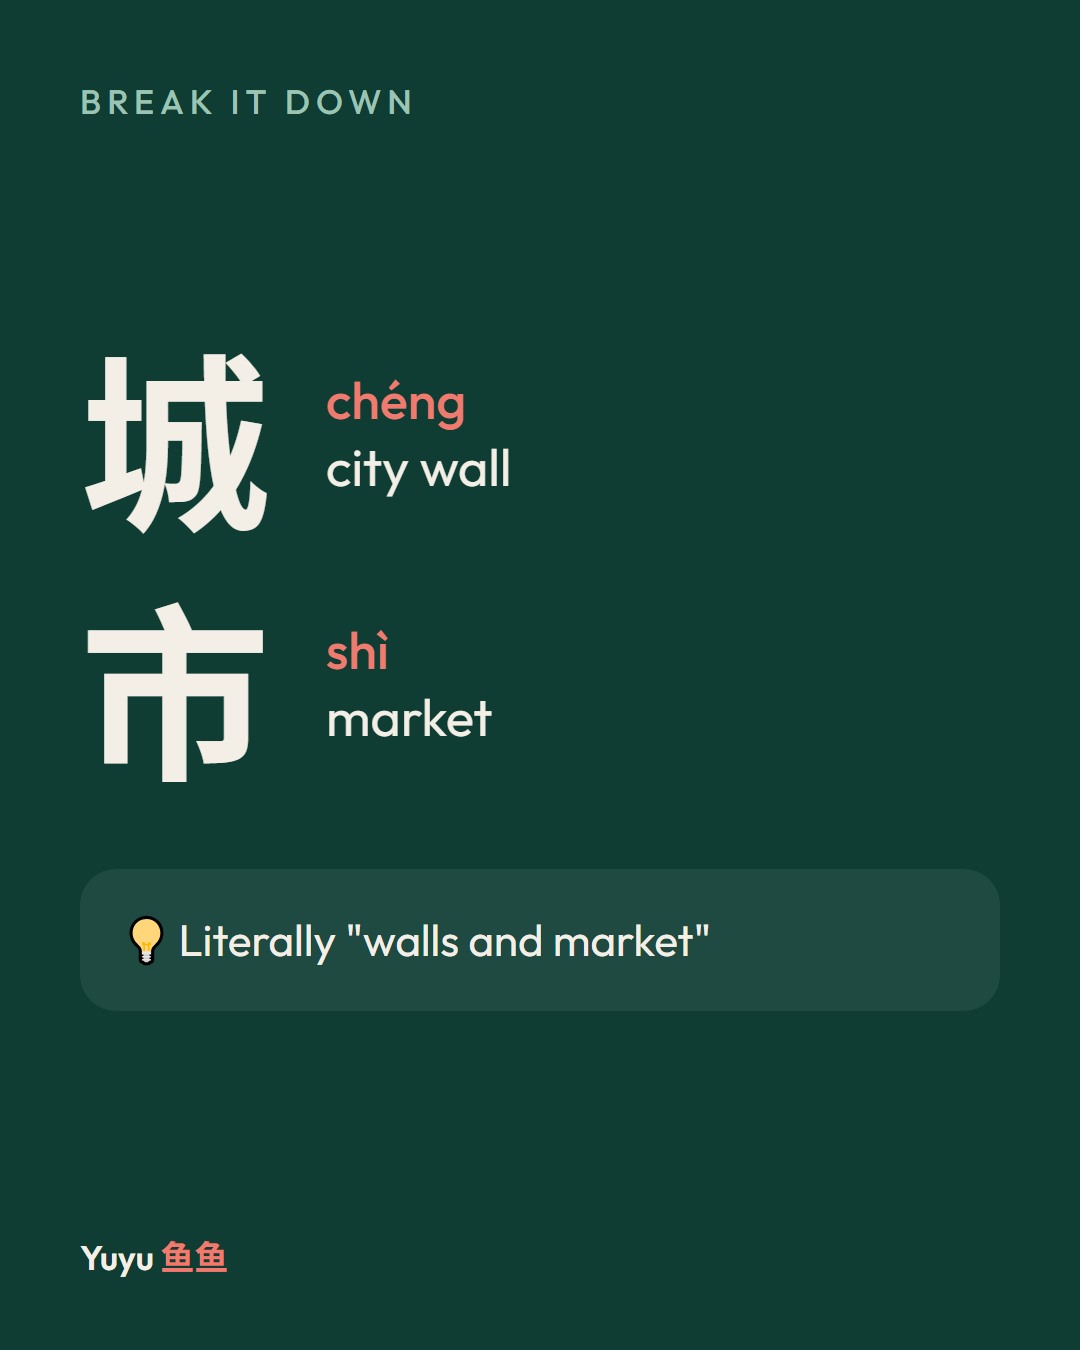 BREAK IT DOWN
城
chéng
city wall
市
shì
market
💡 Literally "walls and market"
Yuyu 鱼鱼